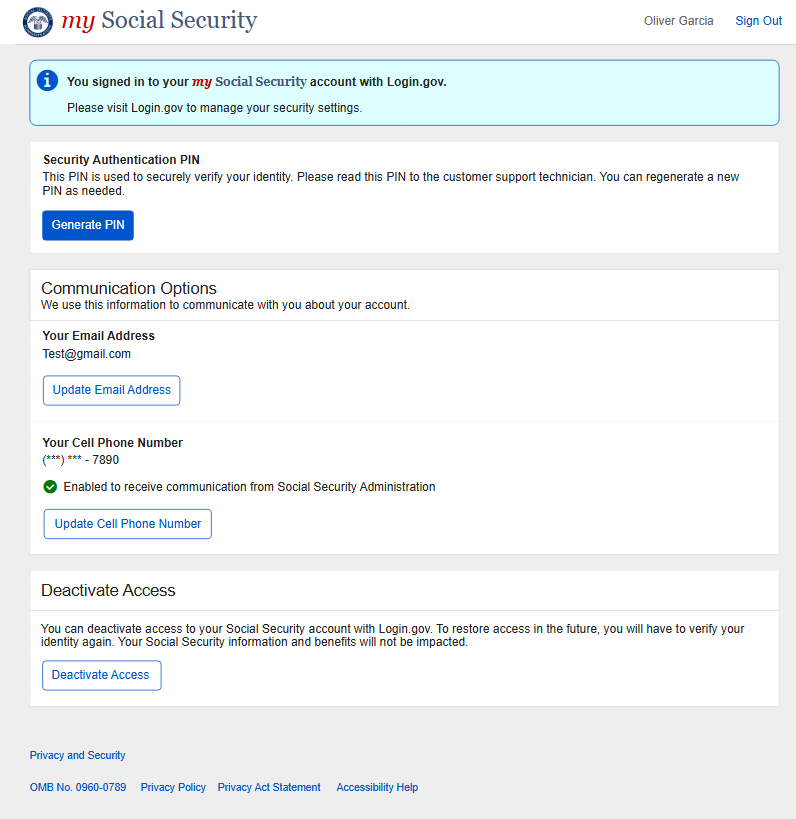 my Social Security
Oliver Garcia
Sign Out
You signed in to your my Social Security account with Login.gov.
Please visit Login.gov to manage your security settings.
Security Authentication PIN
This PIN is used to securely verify your identity. Please read this PIN to the customer support technician. You can regenerate a new
PIN as needed.
Generate PIN
Communication Options
We use this information to communicate with you about your account.
Your Email Address
Test@gmail.com
Update Email Address
Your Cell Phone Number
(***) *** - 7890
Enabled to receive communication from Social Security Administration
Update Cell Phone Number
Deactivate Access
You can deactivate access to your Social Security account with Login.gov. To restore access in the future, you will have to verify your
identity again. Your Social Security information and benefits will not be impacted.
Deactivate Access
Privacy and Security
OMB No. 0960-0789
Privacy Policy
Privacy Act Statement
Accessibility Help